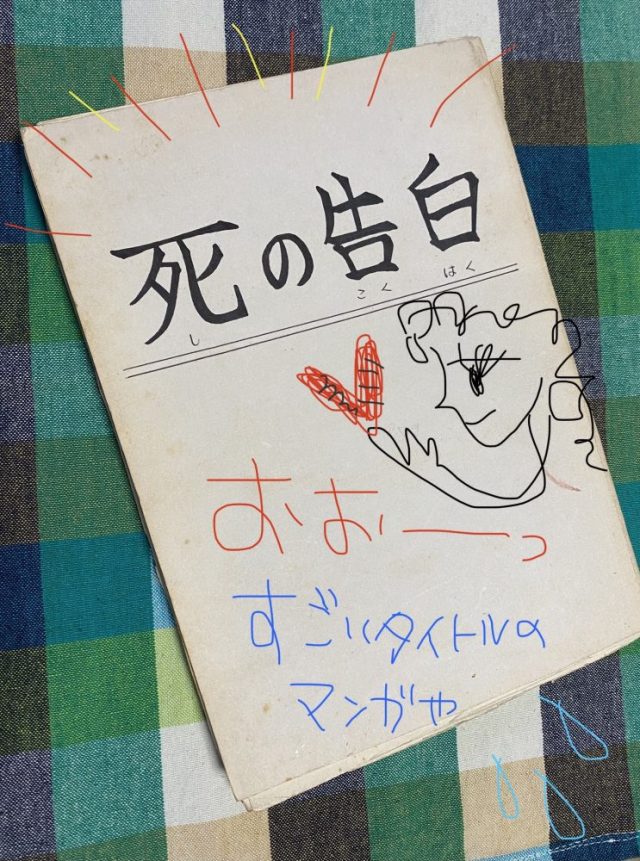 死の告白
し こく はく
おおーっ
すごいタイトルの
マンガや